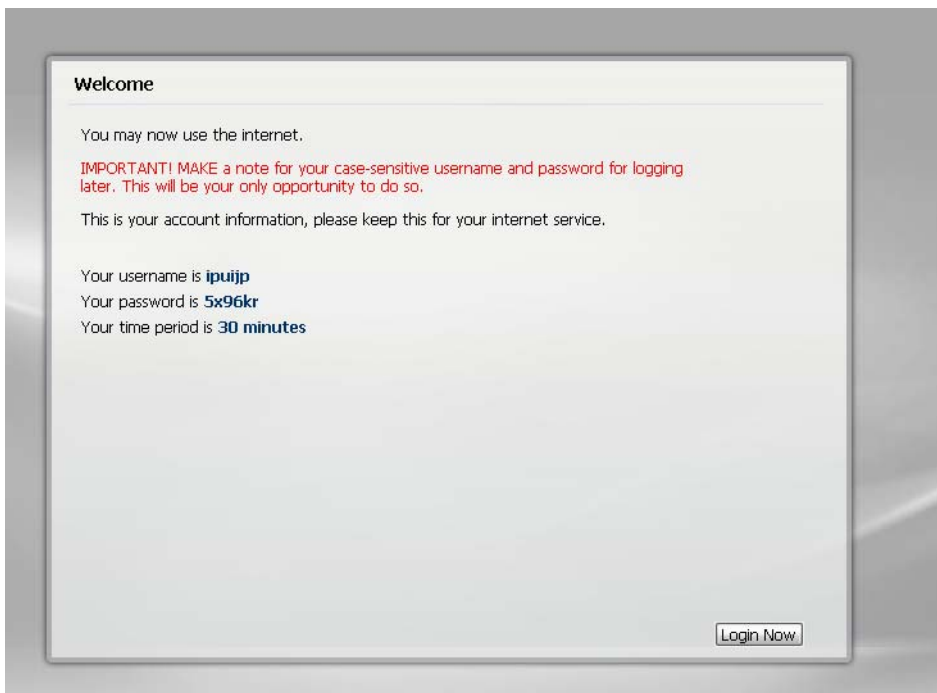 Welcome
You may now use the internet.
IMPORTANT! MAKE a note for your case-sensitive username and password for logging
later. This will be your only opportunity to do so.
This is your account information, please keep this for your internet service.
Your username is ipuijp
Your password is 5x96kr
Your time period is 30 minutes
Login Now